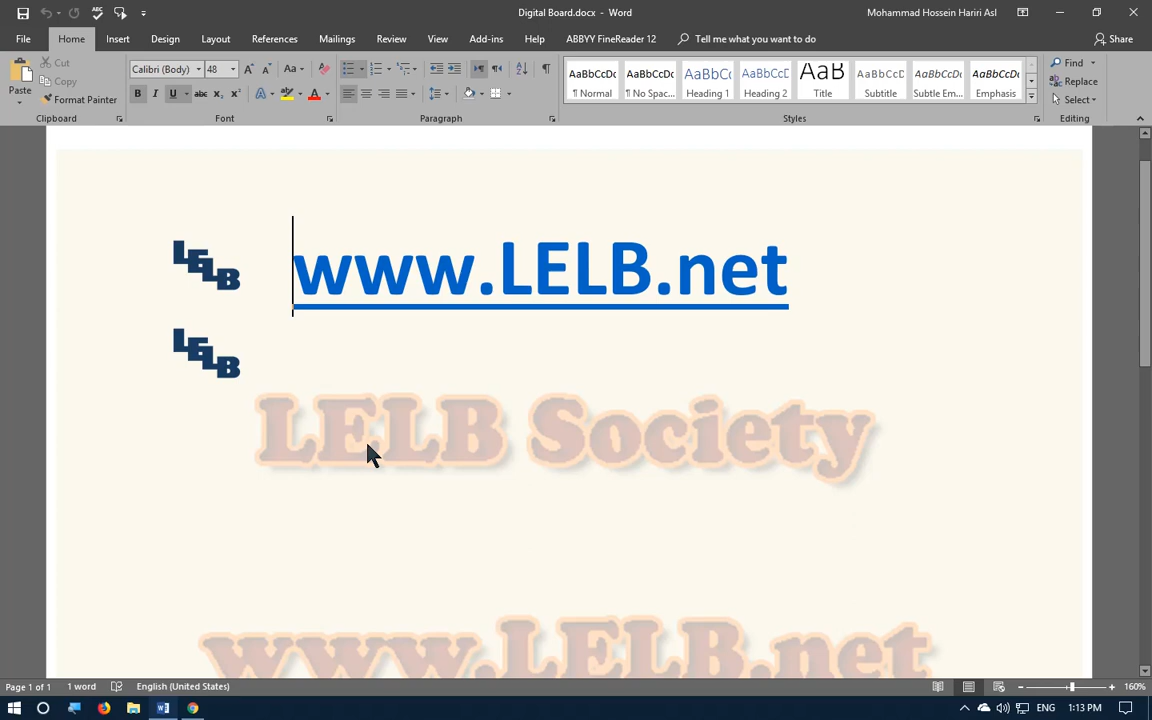 Digital Board.docx - Word
Mohammad Hossein Hariri Asl
File Home Insert Design Layout References Mailings Review View Add-ins Help ABBYY FineReader 12 Tell me what you want to do Share
Paste
Cut
Copy
Format Painter
Clipboard
Calibri (Body) 48
Aa
B I U abc X₂ X² A A
Font
Paragraph
AaBbCcDc AaBbCcDc AaBbCc AaBbCcD AaB AaBbCcD AaBbCcDc AaBbCcDc
¶ Normal ¶ No Spac... Heading 1 Heading 2 Title Subtitle Subtle Em... Emphasis
Styles
Find
Replace
Select
Editing
LELB www.LELB.net
LELB
LELB Society
www.LELB.net
Page 1 of 1 1 word English (United States) 160%
ENG 1:13 PM